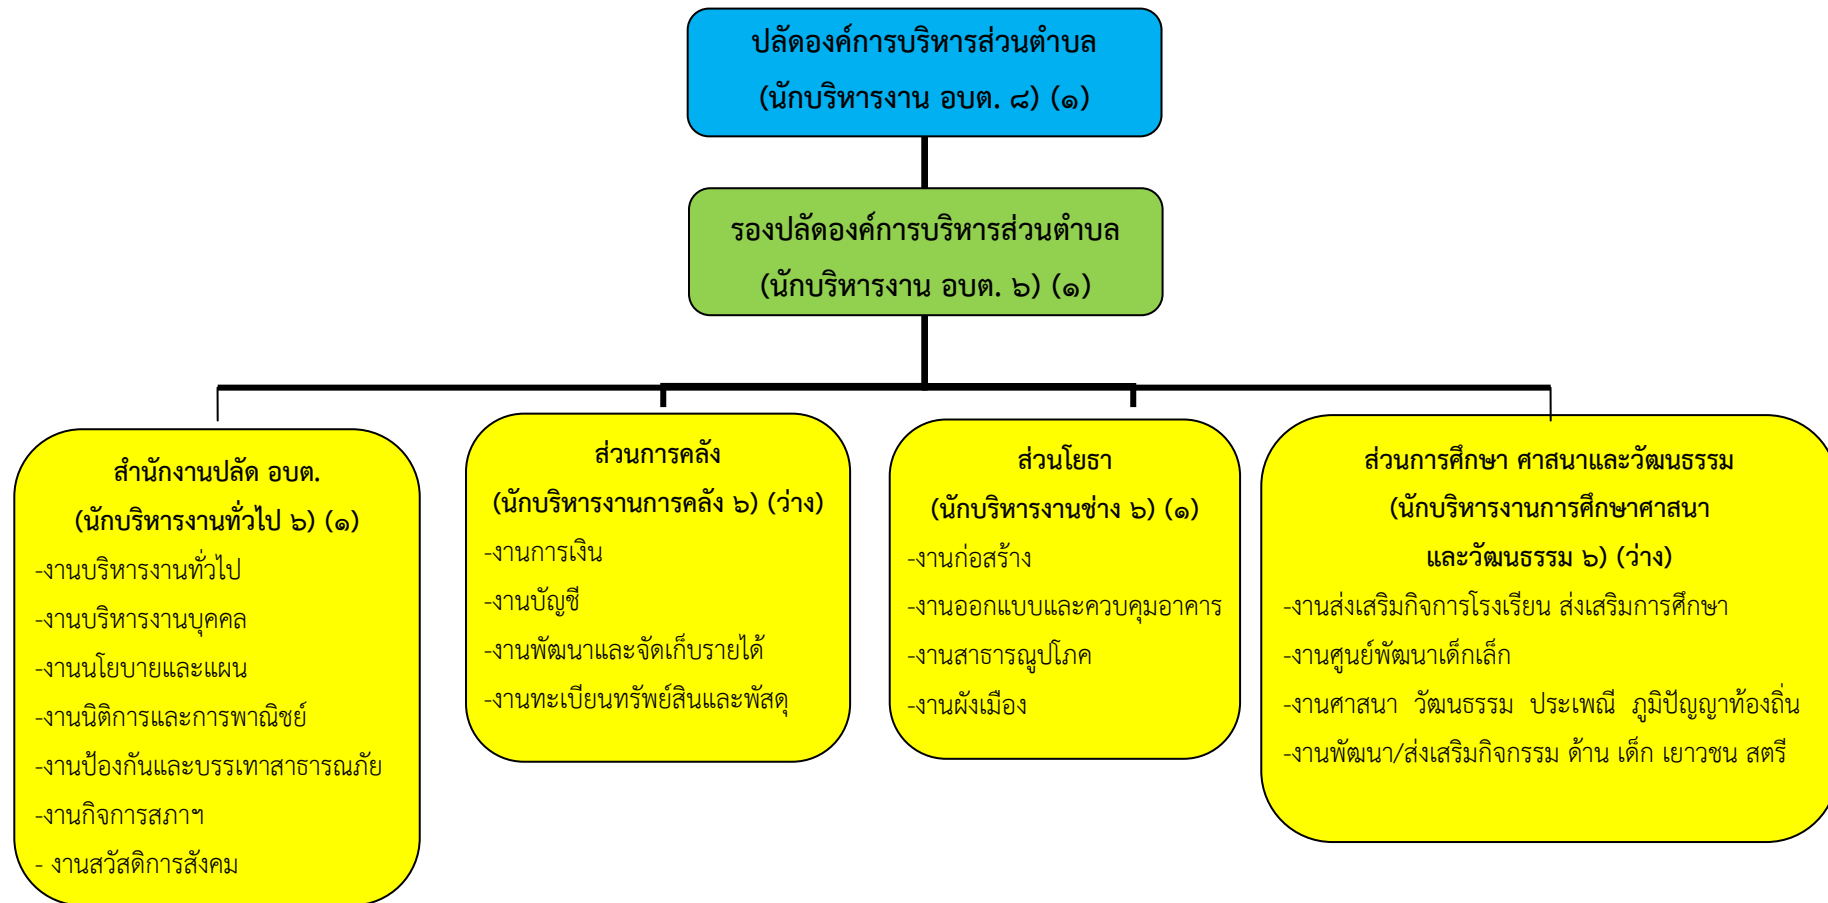 ปลัดองค์การบริหารส่วนตำบล
(นักบริหารงาน อบต. ๘) (๑)
รองปลัดองค์การบริหารส่วนตำบล
(นักบริหารงาน อบต. ๖) (๑)
สำนักงานปลัด อบต.
(นักบริหารงานทั่วไป ๖) (๑)
-งานบริหารงานทั่วไป
-งานบริหารงานบุคคล
-งานนโยบายและแผน
-งานนิติการและการพาณิชย์
-งานป้องกันและบรรเทาสาธารณภัย
-งานกิจการสภาฯ
- งานสวัสดิการสังคม
ส่วนการคลัง
(นักบริหารงานการคลัง ๖) (ว่าง)
-งานการเงิน
-งานบัญชี
-งานพัฒนาและจัดเก็บรายได้
-งานทะเบียนทรัพย์สินและพัสดุ
ส่วนโยธา
(นักบริหารงานช่าง ๖) (๑)
-งานก่อสร้าง
-งานออกแบบและควบคุมอาคาร
-งานสาธารณูปโภค
-งานผังเมือง
ส่วนการศึกษา ศาสนาและวัฒนธรรม
(นักบริหารงานการศึกษาศาสนา
และวัฒนธรรม ๖) (ว่าง)
-งานส่งเสริมกิจการโรงเรียน ส่งเสริมการศึกษา
-งานศูนย์พัฒนาเด็กเล็ก
-งานศาสนา วัฒนธรรม ประเพณี ภูมิปัญญาท้องถิ่น
-งานพัฒนา/ส่งเสริมกิจกรรม ด้าน เด็ก เยาวชน สตรี